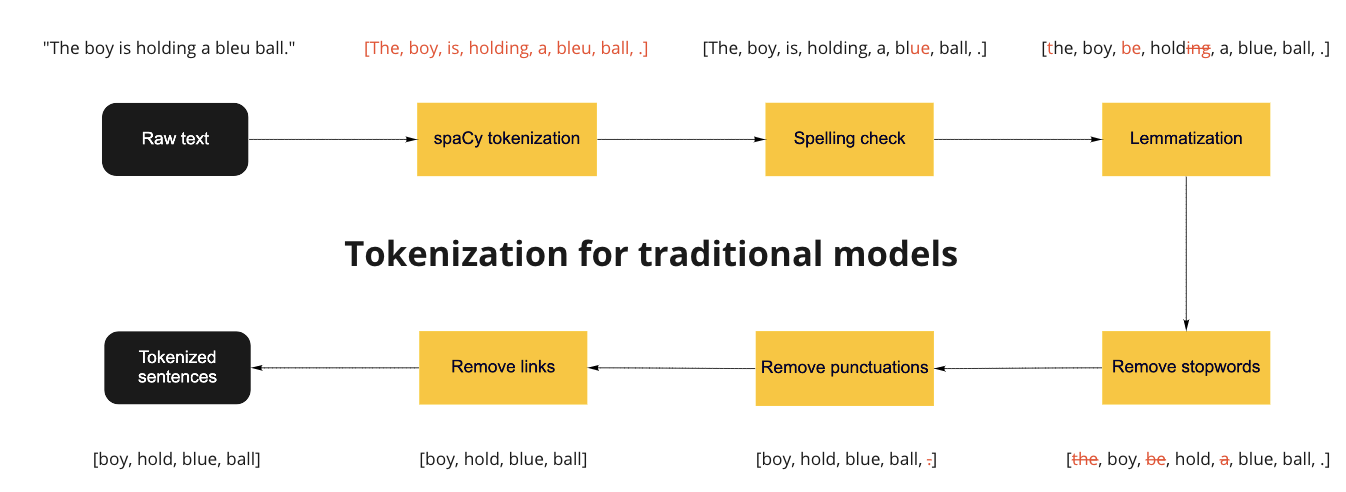 "The boy is holding a bleu ball."
[The, boy, is, holding, a, bleu, ball, .]
[The, boy, is, holding, a, blue, ball, .]
[the, boy, be, holding, a, blue, ball, .]
Raw text
spaCy tokenization
Spelling check
Lemmatization
Tokenization for traditional models
Tokenized
sentences
Remove links
Remove punctuations
Remove stopwords
[boy, hold, blue, ball]
[boy, hold, blue, ball]
[boy, hold, blue, ball, .]
[the, boy, be, hold, a, blue, ball, .]